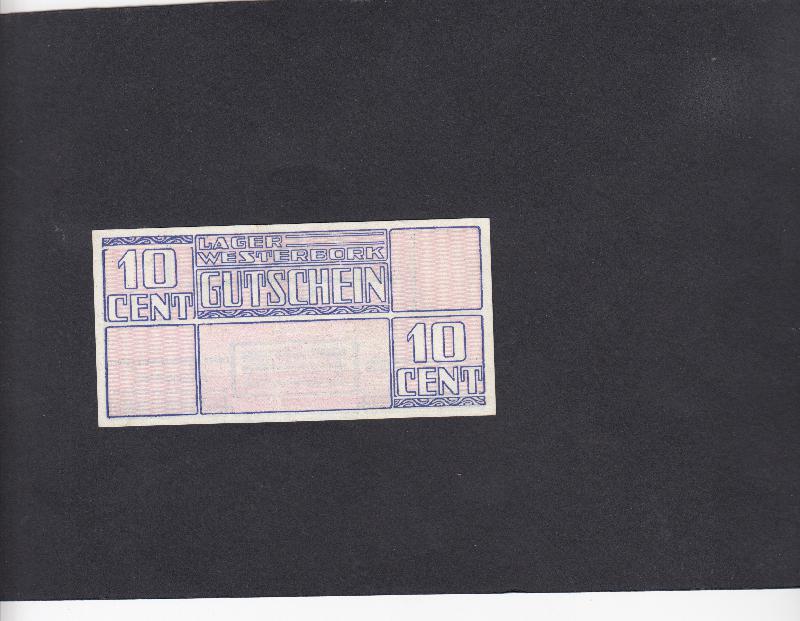 10
CENT
LAGER
WESTERBORK
GUTSCHEIN
10
CENT